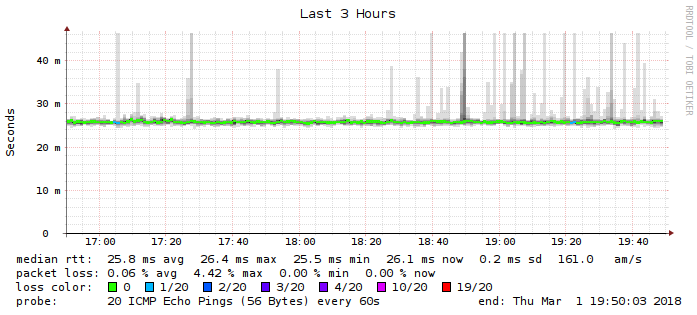 Last 3 Hours
RRDTOOL / TOBI OETIKER
Seconds
40 m
30 m
20 m
10 m
0
17:00 17:20 17:40 18:00 18:20 18:40 19:00 19:20 19:40
median rtt: 25.8 ms avg 26.4 ms max 25.5 ms min 26.1 ms now 0.2 ms sd 161.0 am/s
packet loss: 0.06 % avg 4.42 % max 0.00 % min 0.00 % now
loss color: 0 1/20 2/20 3/20 4/20 10/20 19/20
probe: 20 ICMP Echo Pings (56 Bytes) every 60s end: Thu Mar 1 19:50:03 2018